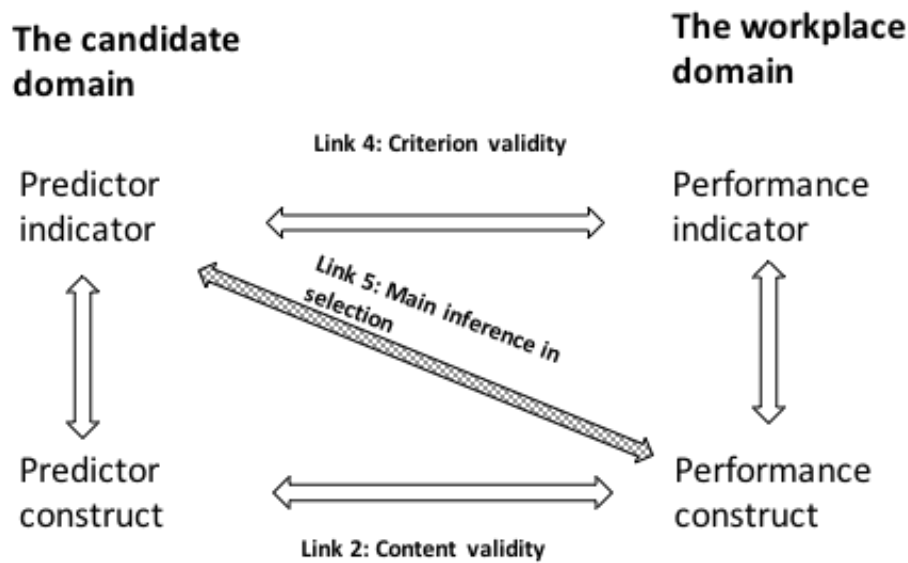 The candidate
domain
The workplace
domain
Link 4: Criterion validity
Predictor
indicator
Performance
indicator
Link 5: Main inference in
selection
Predictor
construct
Performance
construct
Link 2: Content validity